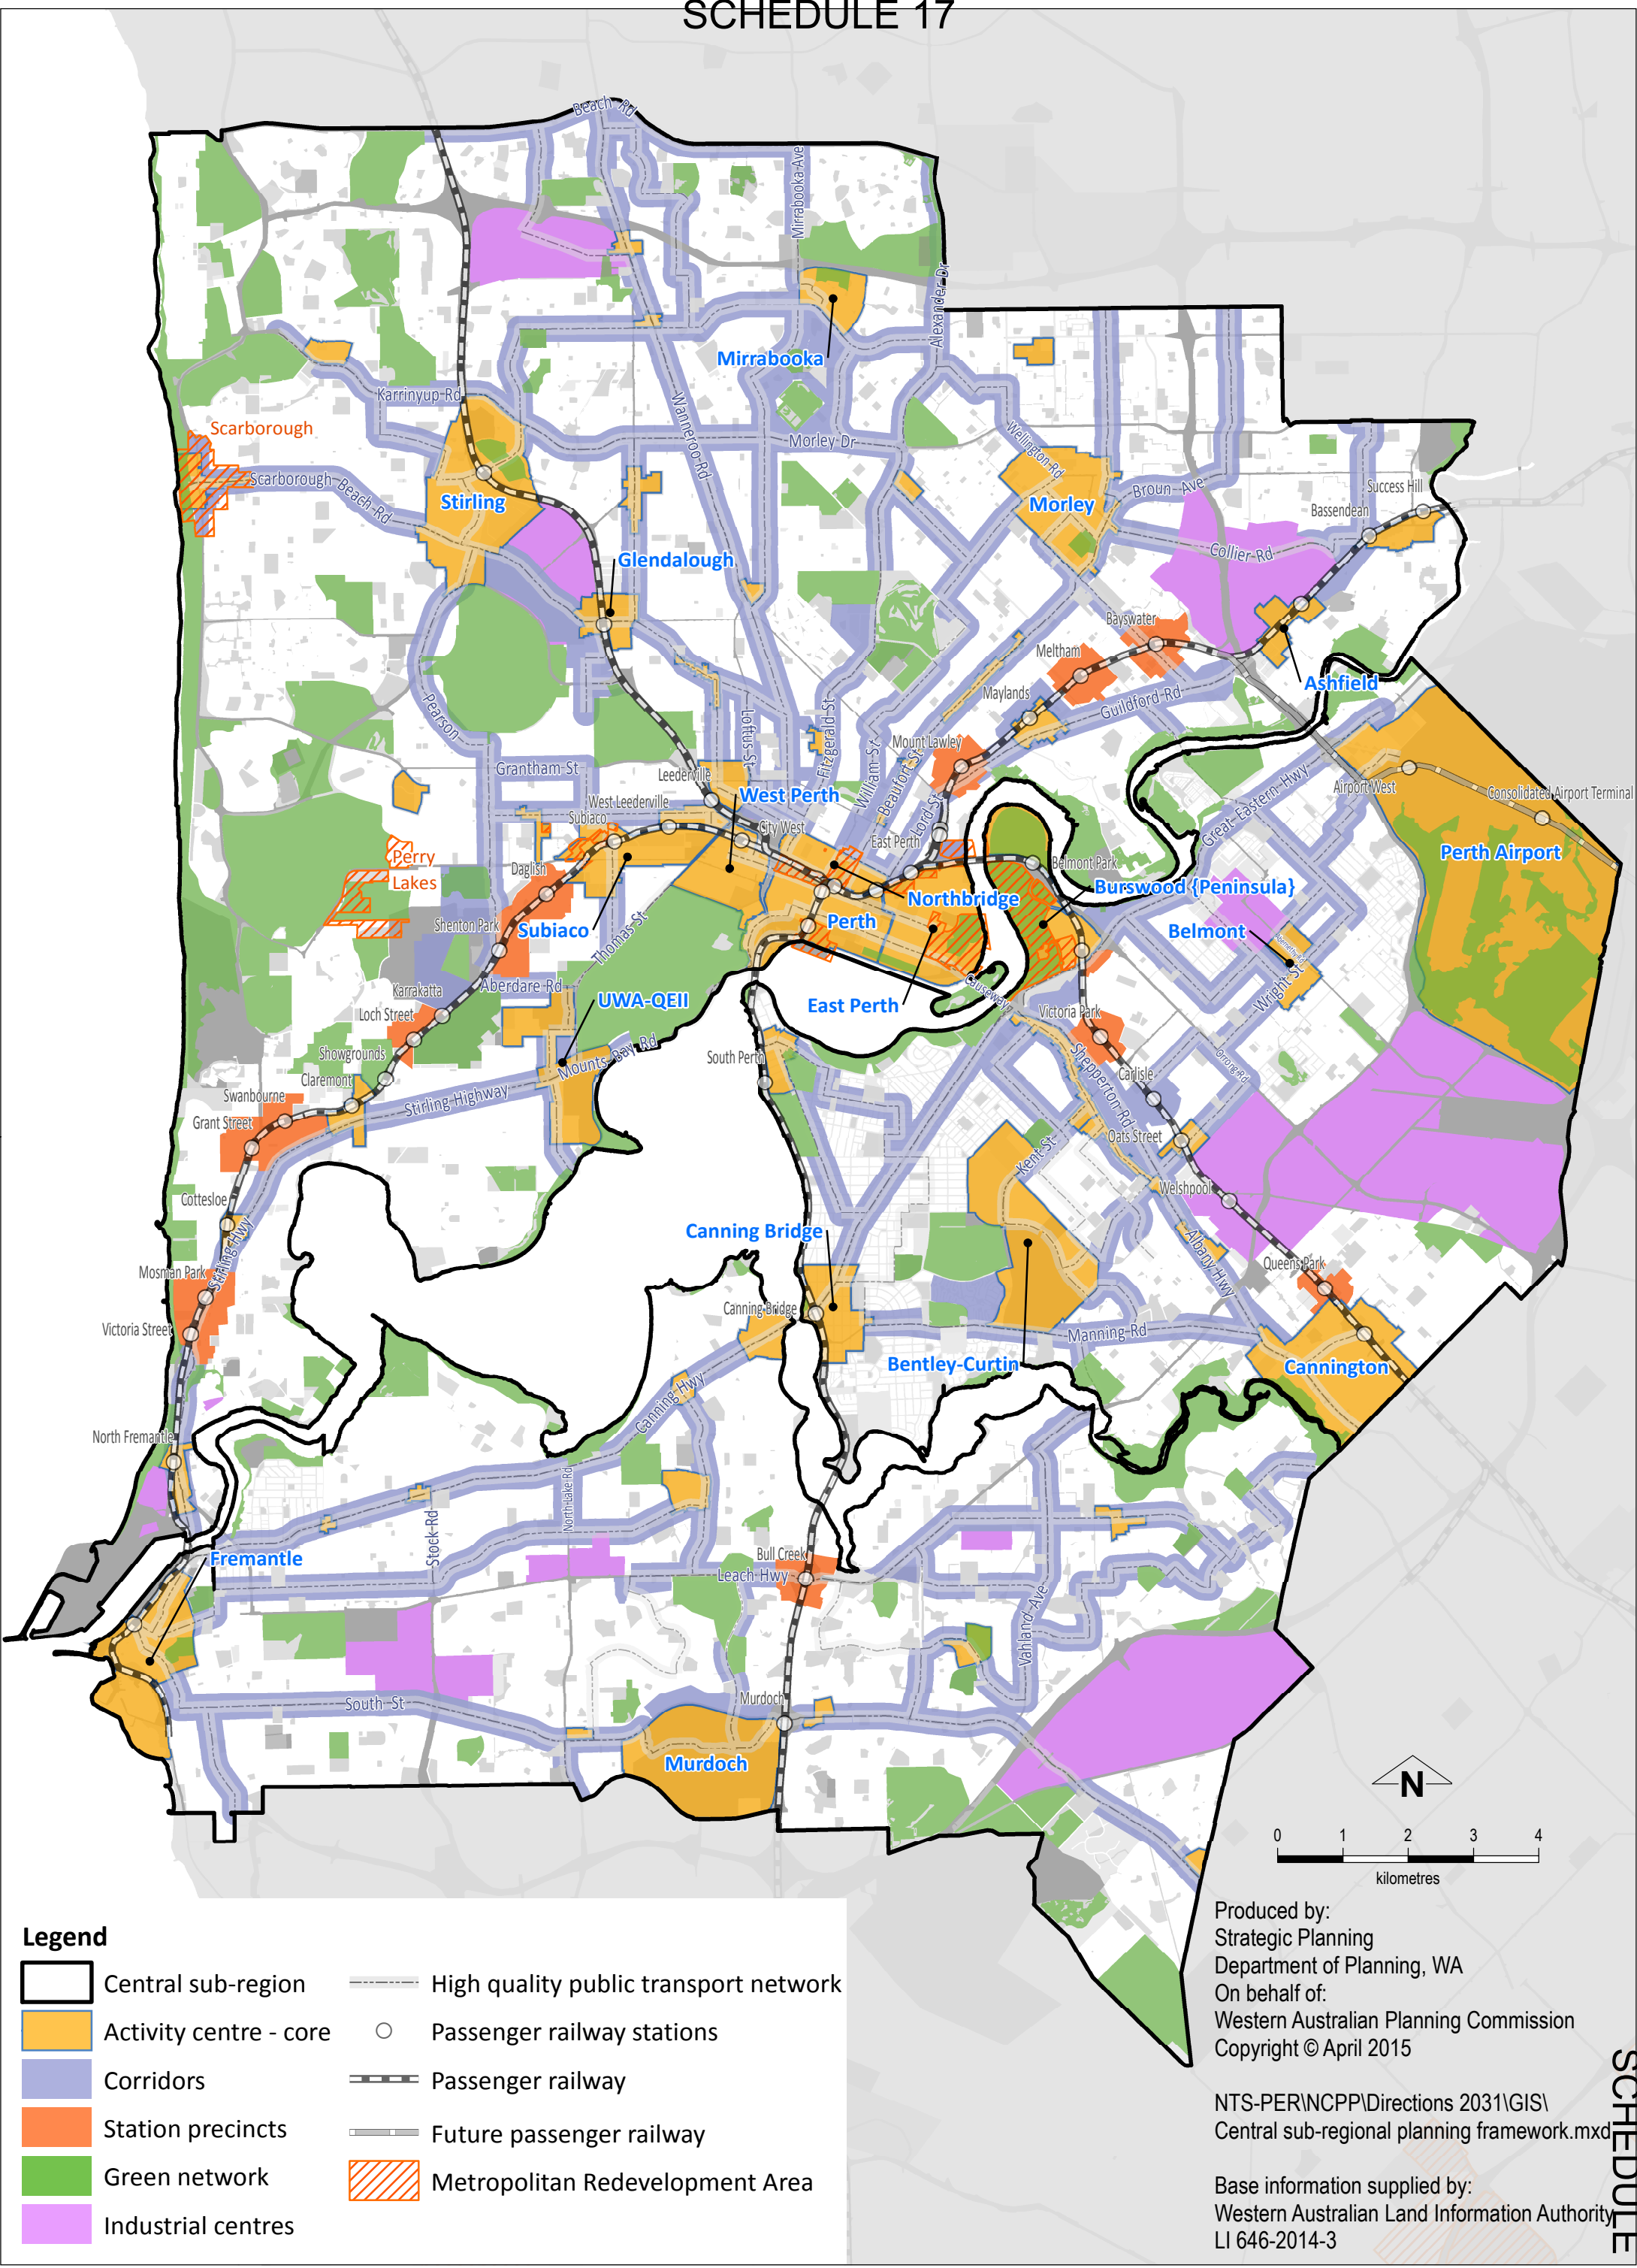 SCHEDULE 17
Beach Rd
Mirrabooka Ave
Alexander Dr
Mirrabooka
Karrinyup Rd
Wanneroo Rd
Scarborough
Morley Dr
Wellington Rd
Scarborough Beach Rd
Stirling
Morley
Broun Ave
Success Hill
Bassendean
Collier Rd
Glendalough
Bayswater
Meltham
Ashfield
Maylands
Guildford Rd
Pearson
Loftus St
Fitzgerald St
William St
Beaufort St
Mount Lawley
Lord St
Grantham St
Leederville
West Perth
West Leederville
Subiaco
City West
East Perth
Great Eastern Hwy
Airport West
Consolidated Airport Terminal
Perry
Lakes
Daglish
Belmont Park
Perth Airport
Burswood {Peninsula}
Northbridge
Shenton Park
Subiaco
Thomas St
Perth
Belmont
Abernethy Rd
Wright St
Karrakatta
Aberdare Rd
UWA-QEII
East Perth
Causeway
Loch Street
Victoria Park
Showgrounds
Mounts Bay Rd
South Perth
Shepperton Rd
Orrong Rd
Claremont
Carlisle
Swanbourne
Stirling Highway
Grant Street
Oats Street
Kent St
Cottesloe
Welshpool
Stirling Hwy
Canning Bridge
Albany Hwy
Mosman Park
Queens Park
Victoria Street
Canning Bridge
Manning Rd
Bentley-Curtin
Cannington
Canning Hwy
North Fremantle
North Lake Rd
Stock Rd
Fremantle
Bull Creek
Leach Hwy
Vahland Ave
South St
Murdoch
Murdoch
N
0 1 2 3 4
kilometres
Legend
Central sub-region
Activity centre - core
Corridors
Station precincts
Green network
Industrial centres
High quality public transport network
Passenger railway stations
Passenger railway
Future passenger railway
Metropolitan Redevelopment Area
Produced by:
Strategic Planning
Department of Planning, WA
On behalf of:
Western Australian Planning Commission
Copyright © April 2015
NTS-PER\NCPP\Directions 2031\GIS\
Central sub-regional planning framework.mxd
Base information supplied by:
Western Australian Land Information Authority
LI 646-2014-3
SCHEDULE